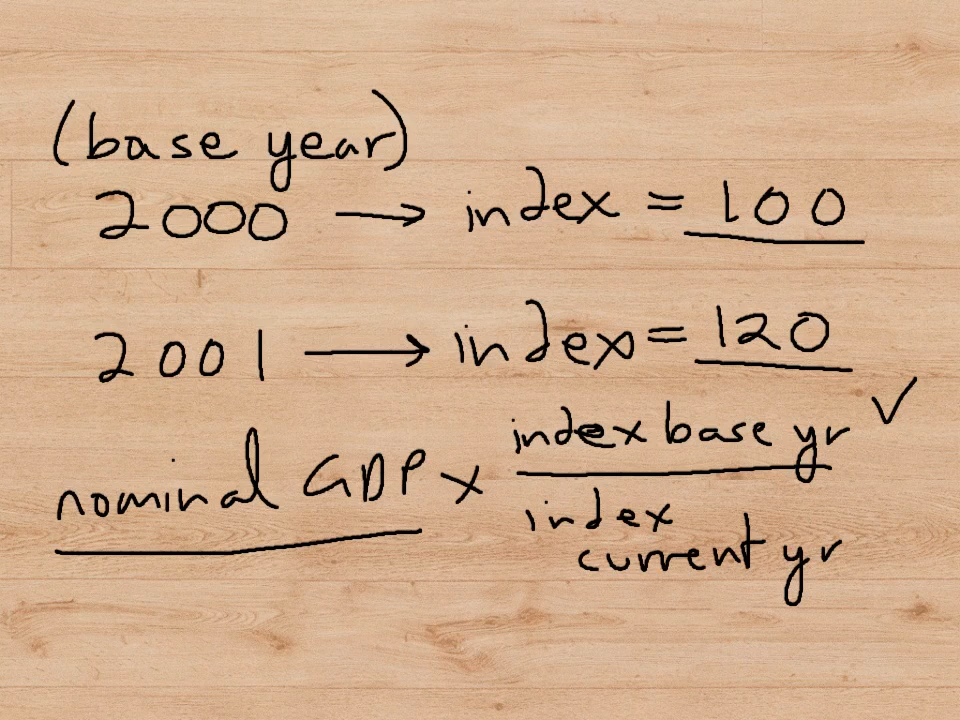 (base year)
2000 → index = 100
2001 → index = 120
nominal GDP x index base yr ✓
index
current yr